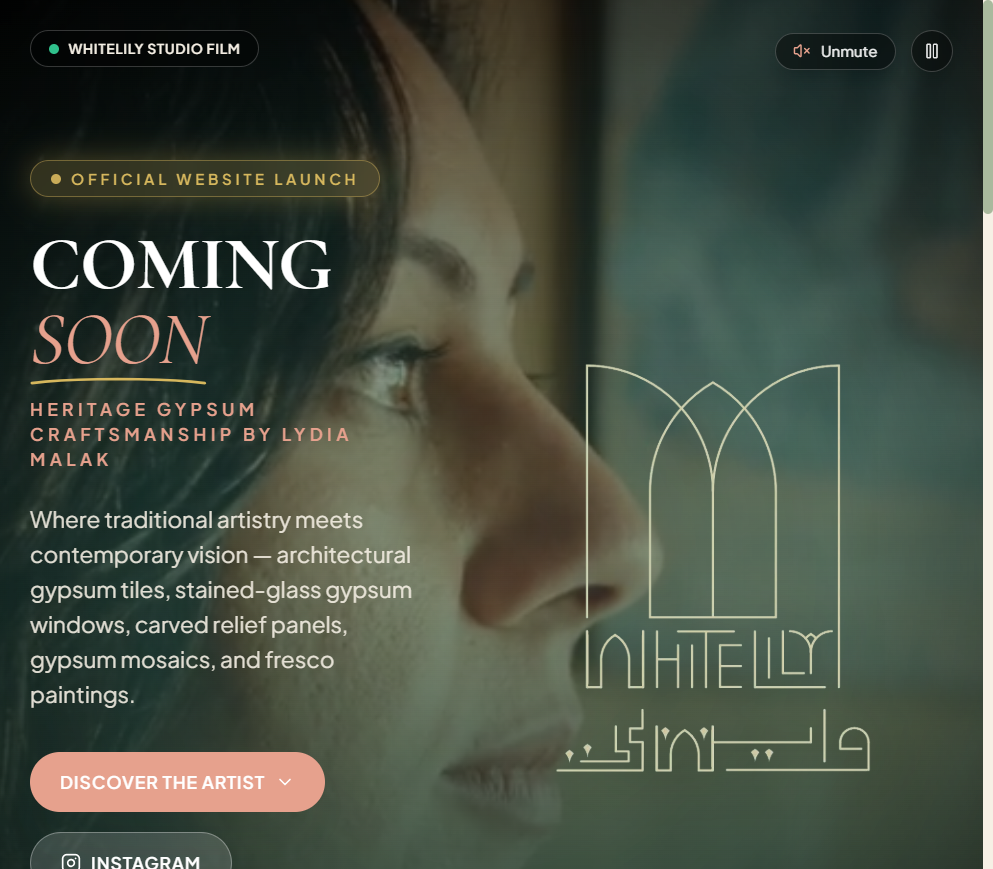 WHITELILY STUDIO FILM
Unmute
OFFICIAL WEBSITE LAUNCH
COMING
SOON
HERITAGE GYPSUM
CRAFTSMANSHIP BY LYDIA
MALAK
Where traditional artistry meets
contemporary vision — architectural
gypsum tiles, stained-glass gypsum
windows, carved relief panels,
gypsum mosaics, and fresco
paintings.
WHITELILY
DISCOVER THE ARTIST
INSTAGRAM